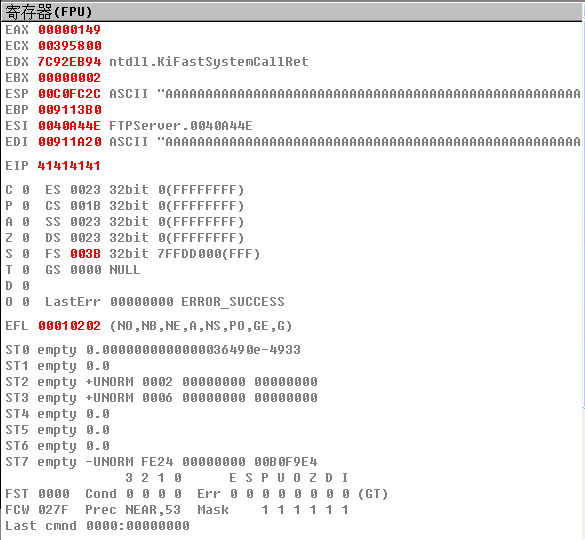 寄存器(FPU)
EAX 00000149
ECX 00395800
EDX 7C92EB94 ntdll.KiFastSystemCallRet
EBX 00000002
ESP 00C0FC2C ASCII "AAAAAAAAAAAAAAAAAAAAAAAAAAAAAAAAAAAAAAAAAAAAAAAAAAAA
EBP 009113B0
ESI 0040A44E FTPServer.0040A44E
EDI 00911A20 ASCII "AAAAAAAAAAAAAAAAAAAAAAAAAAAAAAAAAAAAAAAAAAAAAAAAAAAA
EIP 41414141
C 0 ES 0023 32bit 0(FFFFFFFF)
P 0 CS 001B 32bit 0(FFFFFFFF)
A 0 SS 0023 32bit 0(FFFFFFFF)
Z 0 DS 0023 32bit 0(FFFFFFFF)
S 0 FS 003B 32bit 7FFDD000(FFF)
T 0 GS 0000 NULL
D 0
O 0 LastErr 00000000 ERROR_SUCCESS
EFL 00010202 (NO,NB,NE,A,NS,PO,GE,G)
ST0 empty 0.0000000000000036490e-4933
ST1 empty 0.0
ST2 empty +UNORM 0002 00000000 00000000
ST3 empty +UNORM 0006 00000000 00000000
ST4 empty 0.0
ST5 empty 0.0
ST6 empty 0.0
ST7 empty -UNORM FE24 00000000 00B0F9E4
3 2 1 0 E S P U O Z D I
FST 0000 Cond 0 0 0 0 Err 0 0 0 0 0 0 0 0 (GT)
FCW 027F Prec NEAR,53 Mask 1 1 1 1 1 1
Last cmnd 0000:00000000